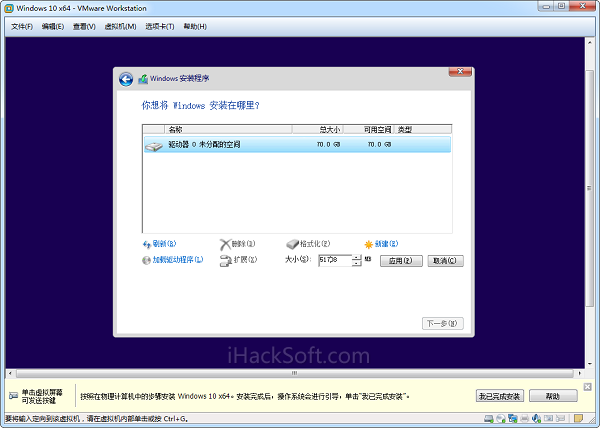 Windows 10 x64 - VMware Workstation
文件(F) 编辑(E) 查看(V) 虚拟机(M) 选项卡(T) 帮助(H)
Windows 安装程序
你想将 Windows 安装在哪里?
名称 总大小 可用空间 类型
驱动器 0 未分配的空间 70.0 GB 70.0 GB
刷新(R) 删除(D) 格式化(F) 新建(E)
加载驱动程序(L) 扩展(X) 大小(S): MB 应用(P) 取消(C)
下一步(N)
iHackSoft.com
单击虚拟屏幕
可发送按键
按照在物理计算机中的步骤安装 Windows 10 x64。安装完成后，操作系统会进行引导，单击“我已完成安装”。
我已完成安装 帮助
要将输入定向到该虚拟机，请在虚拟机内部单击或按 Ctrl+G。